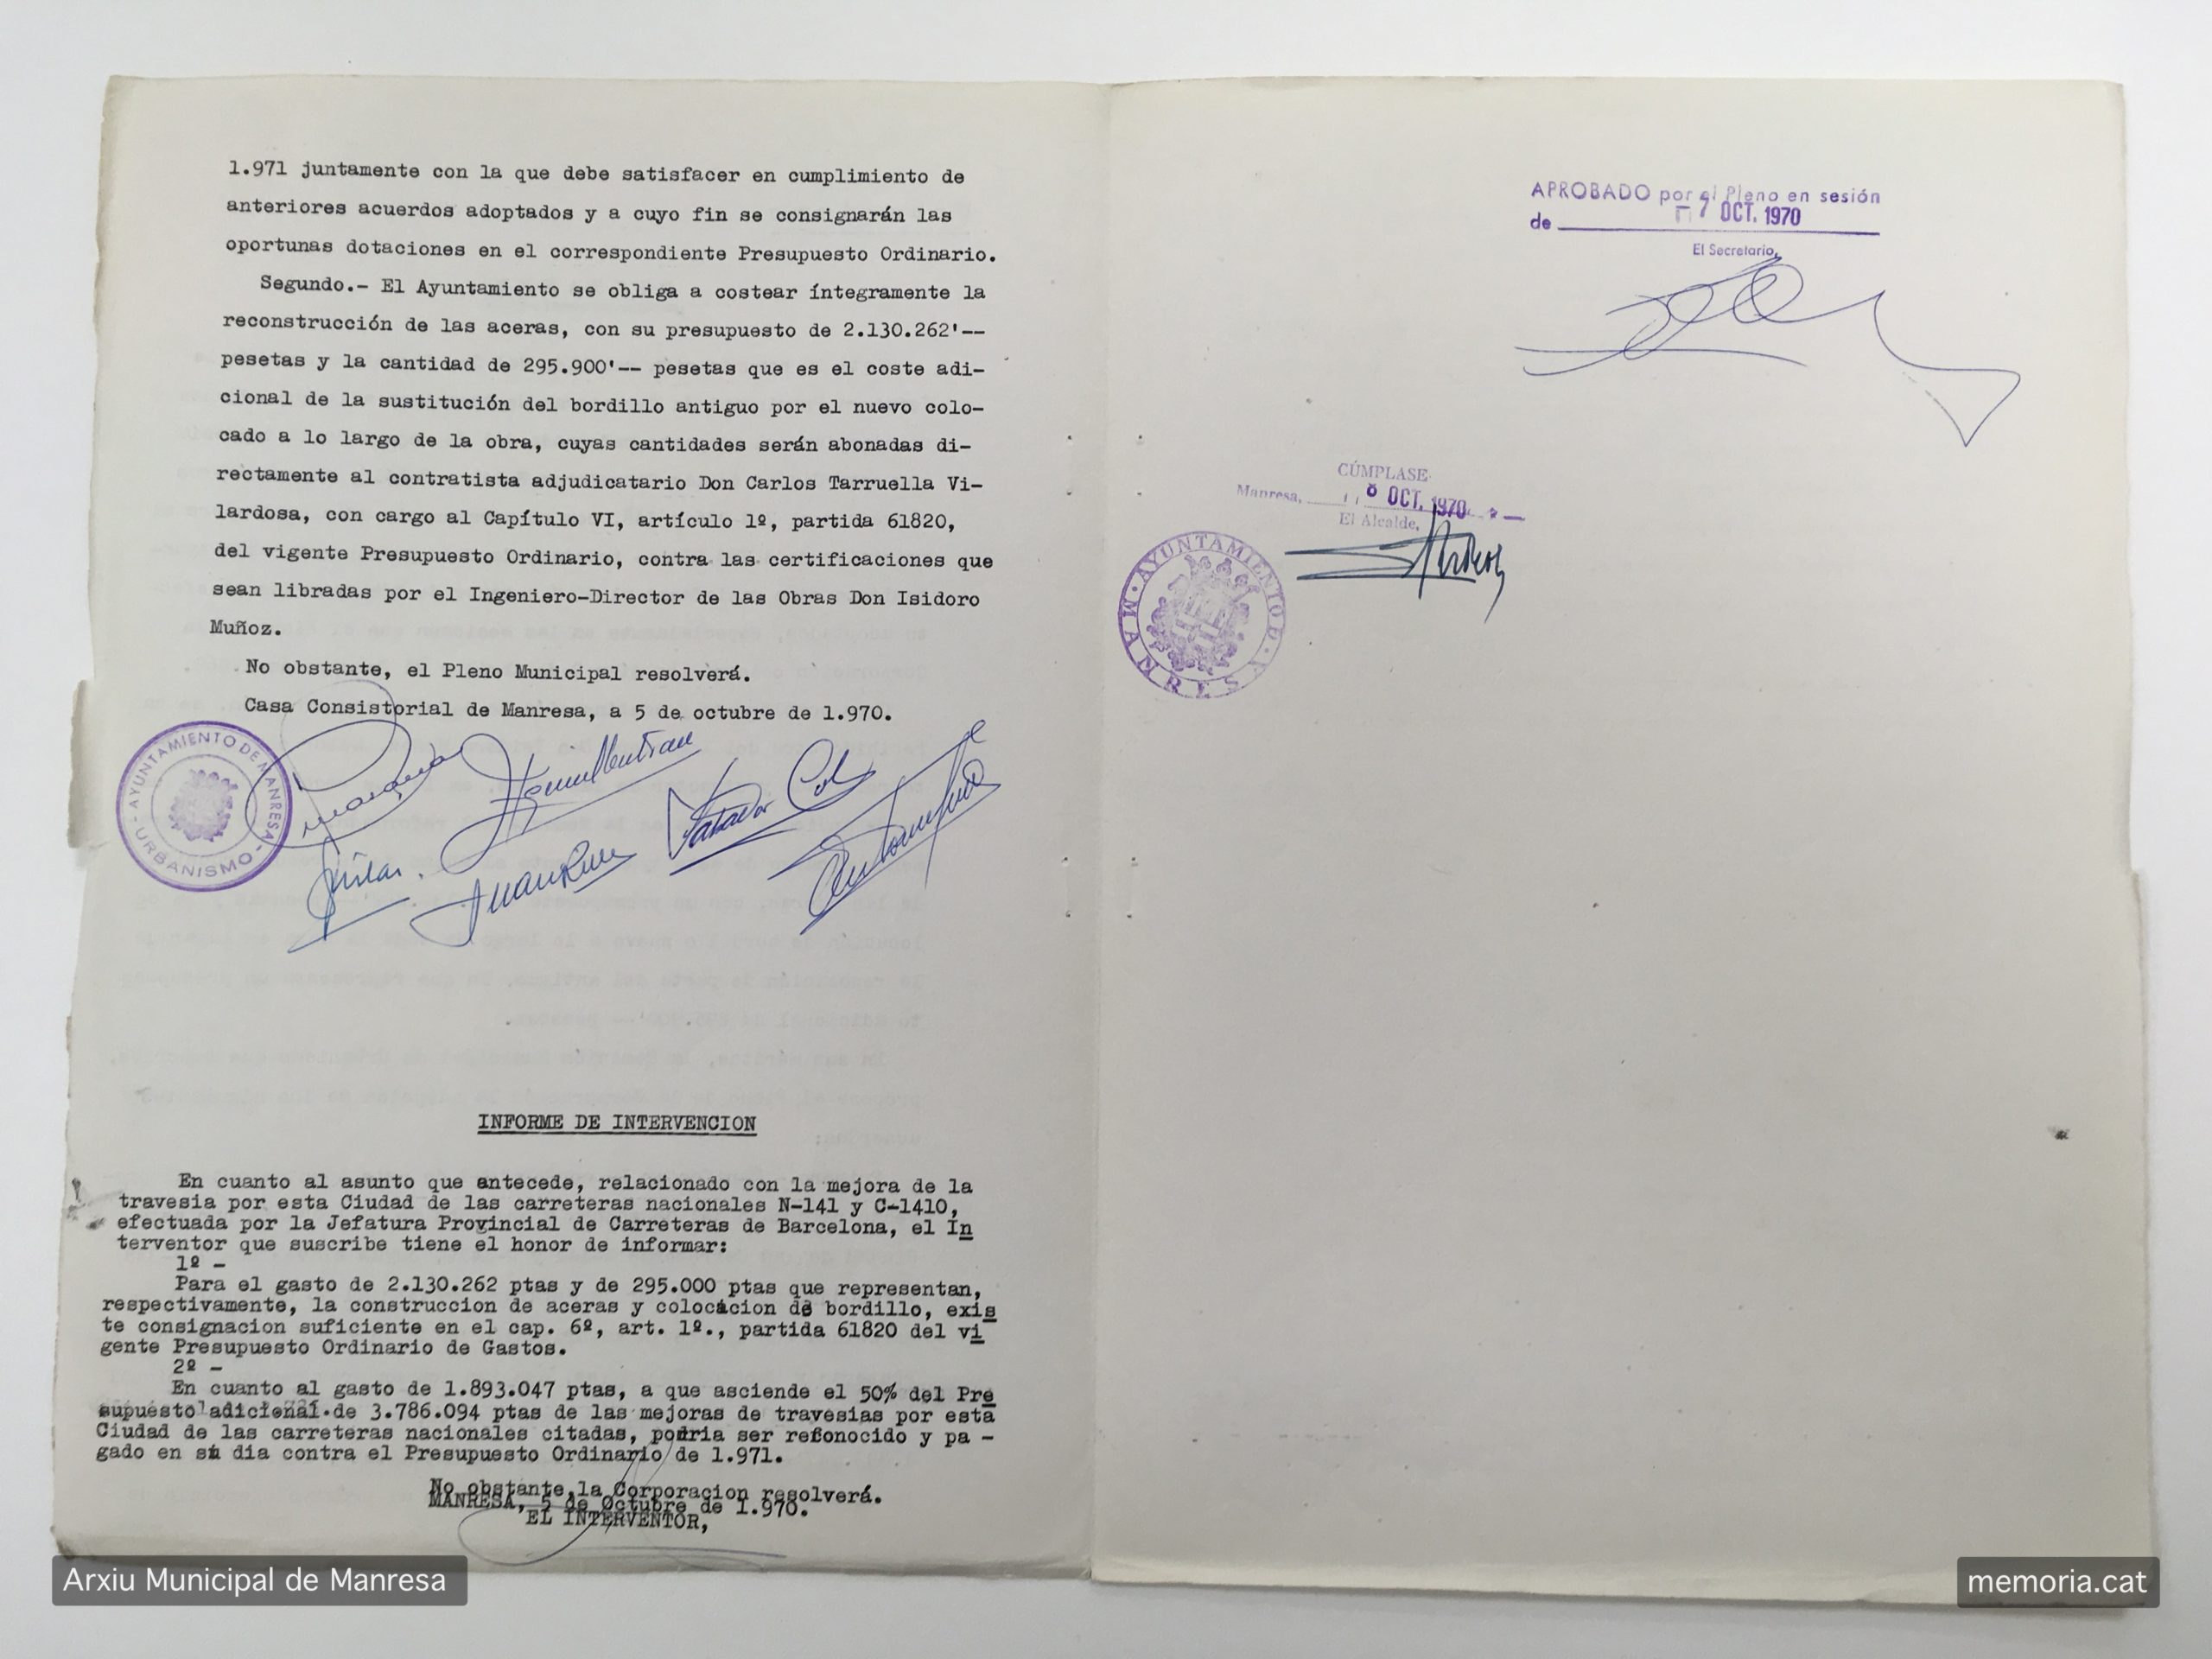 1.971 juntamente con la que debe satisfacer en cumplimiento de
anteriores acuerdos adoptados y a cuyo fin se consignarán las
oportunas dotaciones en el correspondiente Presupuesto Ordinario.
Segundo.- El Ayuntamiento se obliga a costear íntegramente la
reconstrucción de las aceras, con su presupuesto de 2.130.262'--
pesetas y la cantidad de 295.900'-- pesetas que es el coste adi-
cional de la sustitución del bordillo antiguo por el nuevo colo-
cado a lo largo de la obra, cuyas cantidades serán abonadas di-
rectamente al contratista adjudicatario Don Carlos Tarruella Vi-
lardosa, con cargo al Capítulo VI, artículo 1º, partida 61820,
del vigente Presupuesto Ordinario, contra las certificaciones que
sean libradas por el Ingeniero-Director de las Obras Don Isidoro
Muñoz.
No obstante, el Pleno Municipal resolverá.
Casa Consistorial de Manresa, a 5 de octubre de 1.970.
AYUNTAMIENTO DE MANRESA
- URBANISMO -
INFORME DE INTERVENCION
En cuanto al asunto que antecede, relacionado con la mejora de la
travesia por esta Ciudad de las carreteras nacionales N-141 y C-1410,
efectuada por la Jefatura Provincial de Carreteras de Barcelona, el In
terventor que suscribe tiene el honor de informar:
1º -
Para el gasto de 2.130.262 ptas y de 295.000 ptas que representan,
respectivamente, la construccion de aceras y colocacion de bordillo, exis
te consignacion suficiente en el cap. 6º, art. 1º., partida 61820 del vi
gente Presupuesto Ordinario de Gastos.
2º -
En cuanto al gasto de 1.893.047 ptas, a que asciende el 50% del Pre
supuesto adicional de 3.786.094 ptas de las mejoras de travesias por esta
Ciudad de las carreteras nacionales citadas, podria ser reconocido y pa -
gado en su dia contra el Presupuesto Ordinario de 1.971.
No obstante, la Corporacion resolverá.
MANRESA, 5 de Octubre de 1.970.
EL INTERVENTOR,
APROBADO por el Pleno en sesión
de 7 OCT. 1970
El Secretario,
CÚMPLASE
Manresa, 8 OCT. 1970
El Alcalde,
AYUNTAMIENTO D. MANRESA
Arxiu Municipal de Manresa
memoria.cat